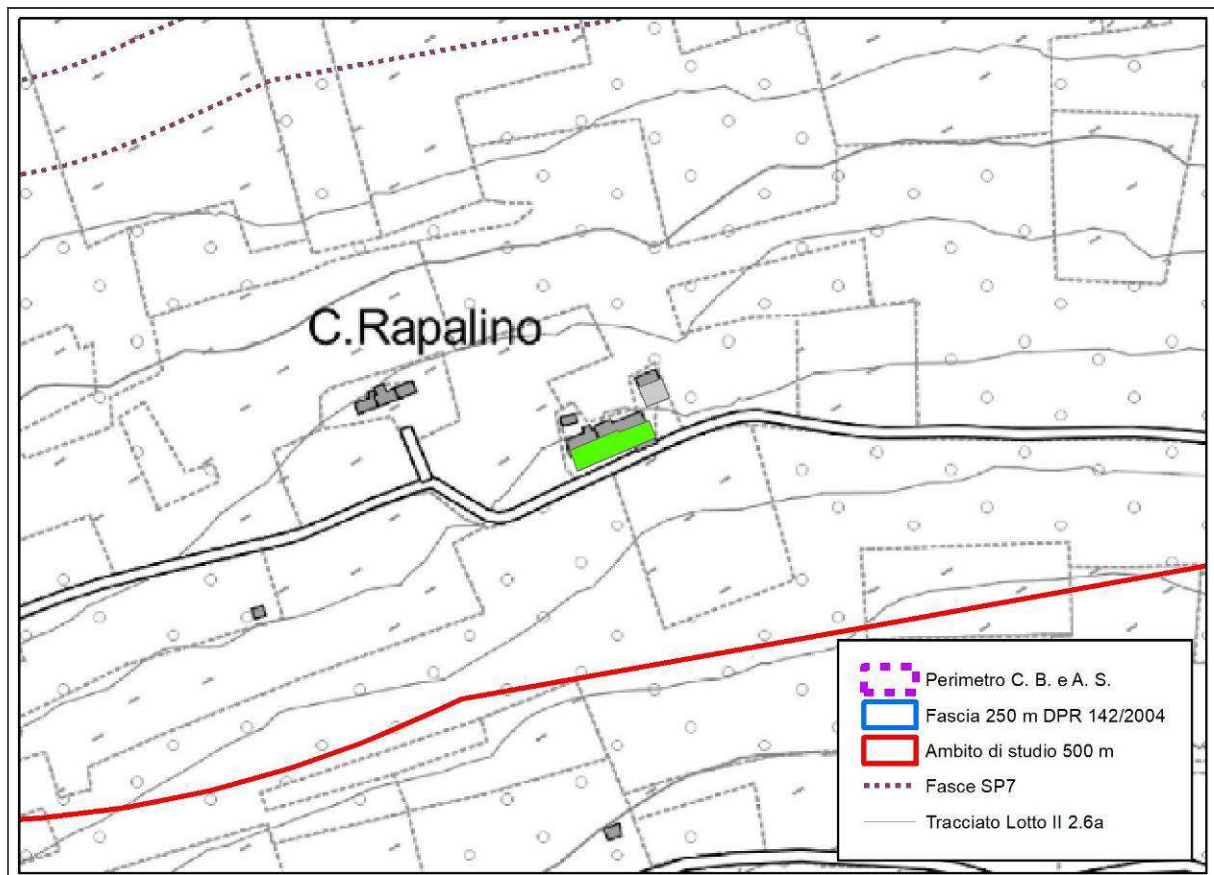 C.Rapalino
Perimetro C. B. e A. S.
Fascia 250 m DPR 142/2004
Ambito di studio 500 m
Fasce SP7
Tracciato Lotto II 2.6a